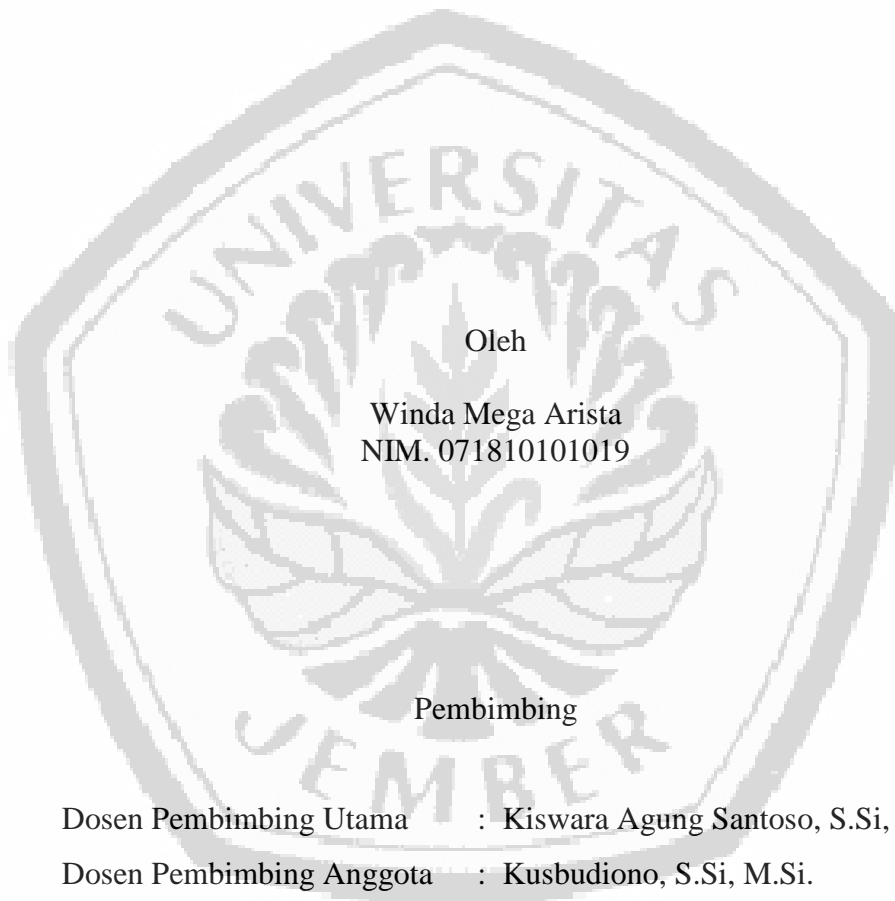 UNIVERSITAS
Oleh
Winda Mega Arista
NIM. 071810101019
Pembimbing
JEMBER
Dosen Pembimbing Utama : Kiswara Agung Santoso, S.Si,
Dosen Pembimbing Anggota : Kusbudiono, S.Si, M.Si.